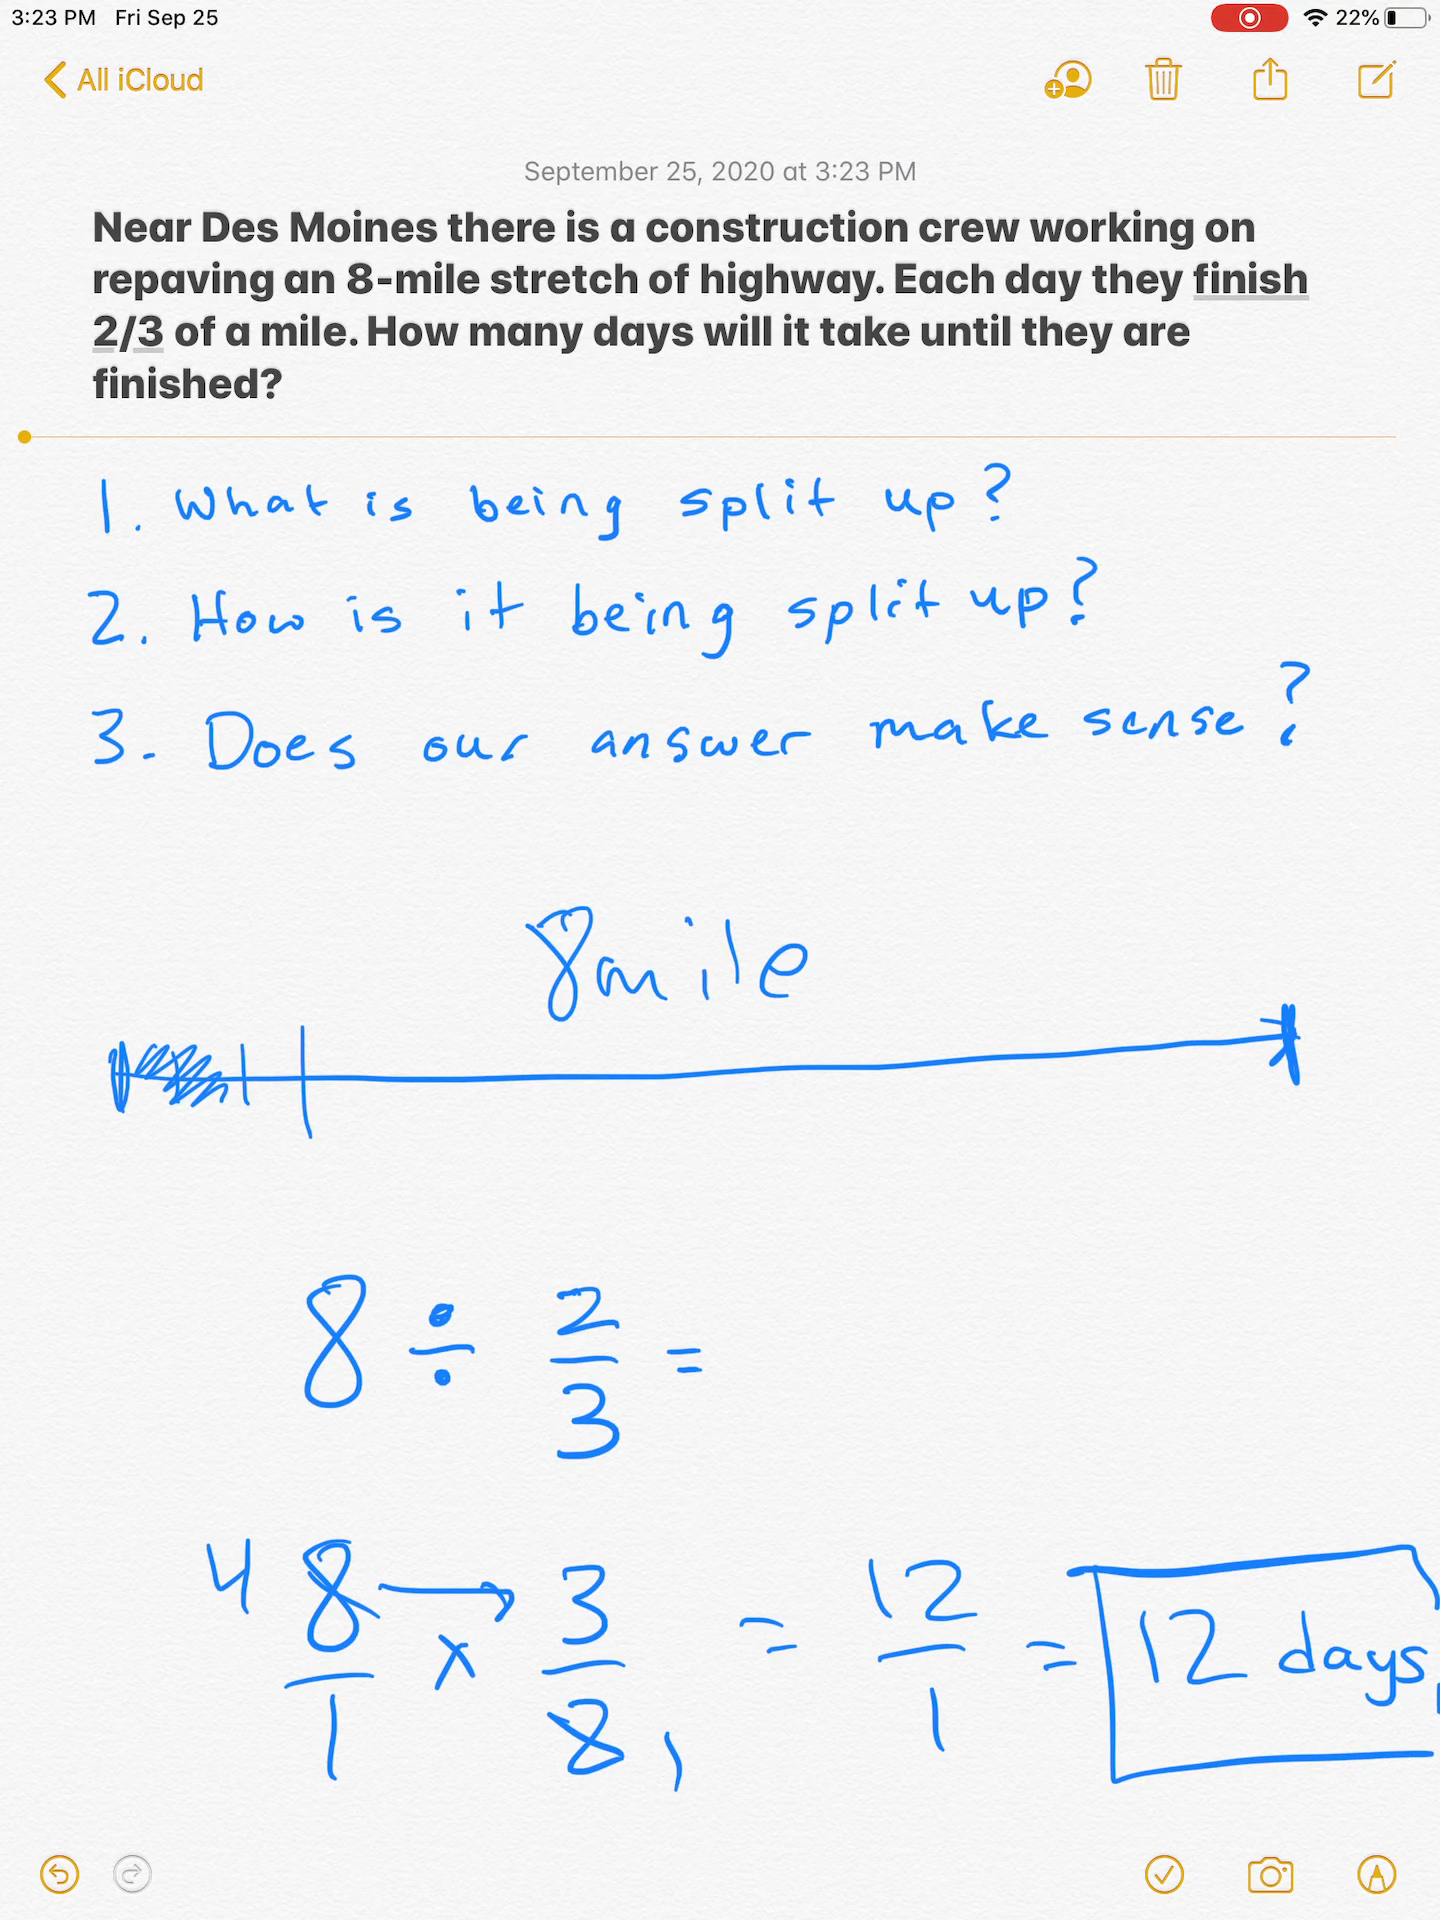 3:23 PM Fri Sep 25 22%
All iCloud
September 25, 2020 at 3:23 PM
Near Des Moines there is a construction crew working on
repaving an 8-mile stretch of highway. Each day they finish
2/3 of a mile. How many days will it take until they are
finished?
1. What is being split up?
2. How is it being split up?
3. Does our answer make sense?
8 mile
8 ÷ 2/3 =
4 8/1 x 3/2 1 = 12/1 = 12 days